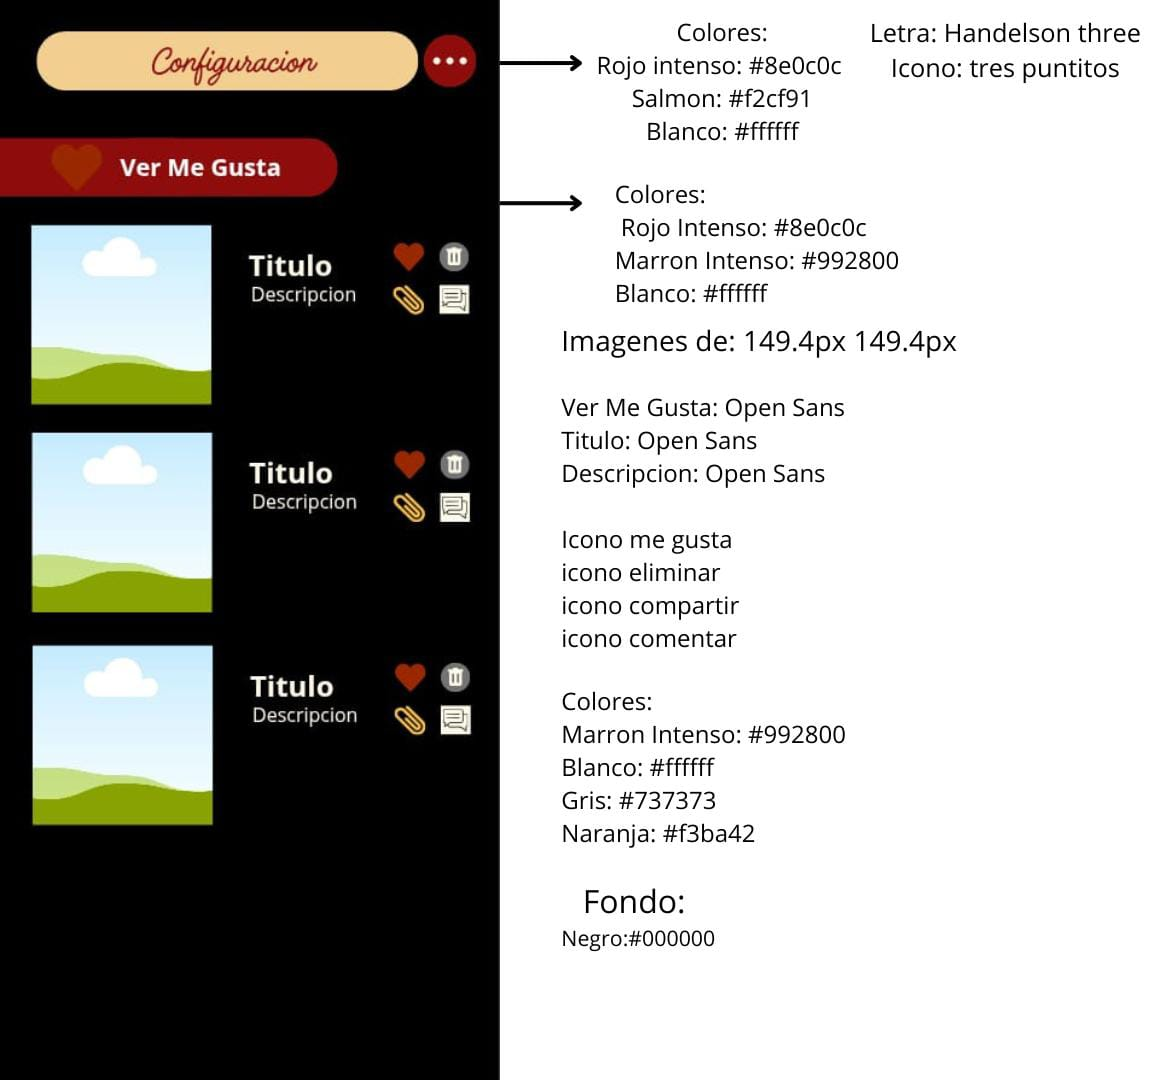 Configuracion
Ver Me Gusta
Titulo
Descripcion
Titulo
Descripcion
Titulo
Descripcion
Colores:
Rojo intenso: #8e0c0c
Salmon: #f2cf91
Blanco: #ffffff
Letra: Handelson three
Icono: tres puntitos
Colores:
Rojo Intenso: #8e0c0c
Marron Intenso: #992800
Blanco: #ffffff
Imagenes de: 149.4px 149.4px
Ver Me Gusta: Open Sans
Titulo: Open Sans
Descripcion: Open Sans
Icono me gusta
icono eliminar
icono compartir
icono comentar
Colores:
Marron Intenso: #992800
Blanco: #ffffff
Gris: #737373
Naranja: #f3ba42
Fondo:
Negro:#000000